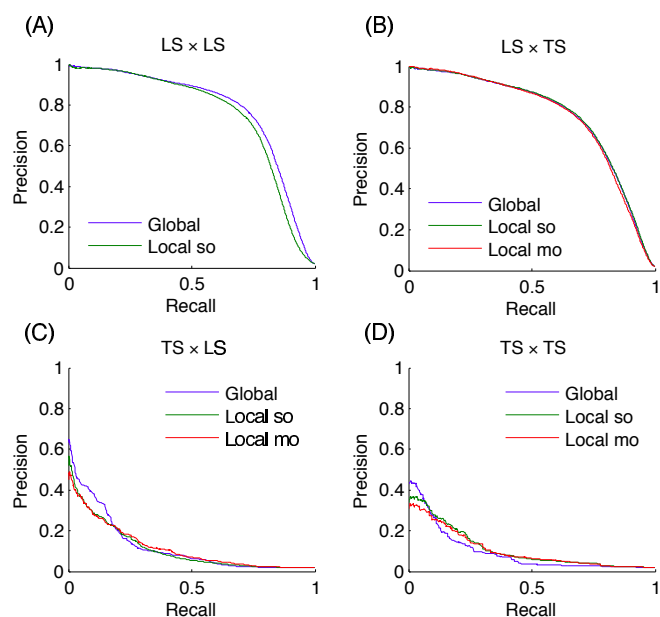 (A)
LS × LS
Precision
1
0.8
0.6
0.4
0.2
0
Global
Local so
0
0.5
1
Recall
(B)
LS × TS
Precision
1
0.8
0.6
0.4
0.2
0
Global
Local so
Local mo
0
0.5
1
Recall
(C)
TS × LS
Precision
1
0.8
0.6
0.4
0.2
0
Global
Local so
Local mo
0
0.5
1
Recall
(D)
TS × TS
Precision
1
0.8
0.6
0.4
0.2
0
Global
Local so
Local mo
0
0.5
1
Recall